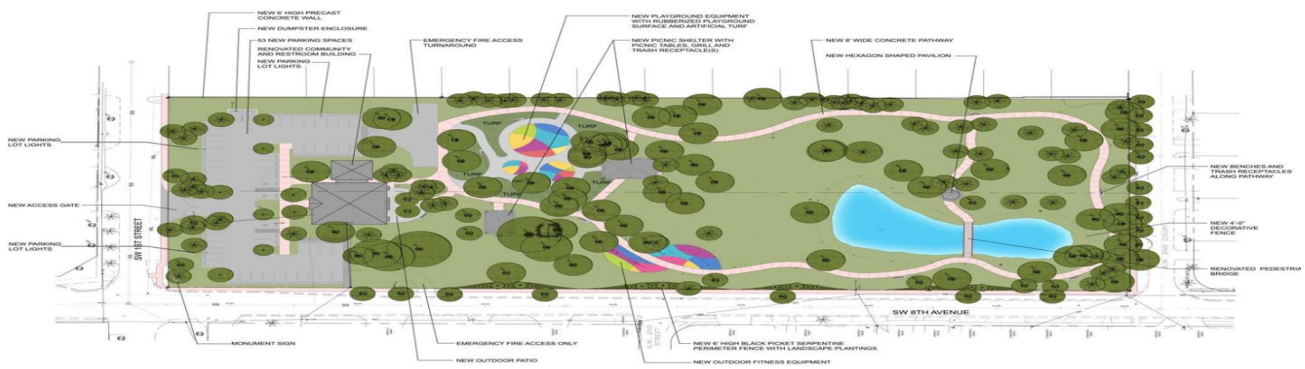 NEW 6' HIGH PRECAST
CONCRETE WALL
NEW DUMPSTER ENCLOSURE
53 NEW PARKING SPACES
RENOVATED COMMUNITY
AND RESTROOM BUILDING
NEW PARKING
LOT LIGHTS
EMERGENCY FIRE ACCESS
TURNAROUND
NEW PLAYGROUND EQUIPMENT
WITH RUBBERIZED PLAYGROUND
SURFACE AND ARTIFICIAL TURF
NEW PICNIC SHELTER WITH
PICNIC TABLES, GRILL AND
TRASH RECEPTACLE(S)
NEW 8' WIDE CONCRETE PATHWAY
NEW HEXAGON SHAPED PAVILION
TURF
TURF
TURF
TURF
TURF
NEW PARKING
LOT LIGHTS
NEW ACCESS GATE
NEW PARKING
LOT LIGHTS
SW 1ST STREET
NEW BENCHES AND
TRASH RECEPTACLES
ALONG PATHWAY
NEW 4'-0"
DECORATIVE
FENCE
RENOVATED PEDESTRIA
BRIDGE
SW 8TH AVENUE
MONUMENT SIGN
EMERGENCY FIRE ACCESS ONLY
NEW OUTDOOR PATIO
NEW 6' HIGH BLACK PICKET SERPENTINE
PERIMETER FENCE WITH LANDSCAPE PLANTINGS
NEW OUTDOOR FITNESS EQUIPMENT